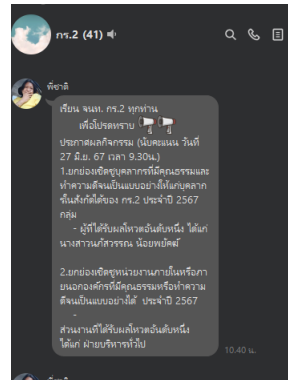 กร.2 (41)
พี่ชาติ
เรียน จนท. กร.2 ทุกท่าน
เพื่อโปรดทราบ
ประกาศผลกิจกรรม (นับคะแนน วันที่
27 มิ.ย. 67 เวลา 9.30น.)
1.ยกย่องเชิดชูบุคลากรที่มีคุณธรรมและ
ทำความดีจนเป็นแบบอย่างให้แก่บุคลาก
รในสังกัดได้ของ กร.2 ประจำปี 2567
กลุ่ม
- ผู้ที่ได้รับผลโหวตอันดับหนึ่ง ได้แก่
นางสาวนภัสวรรณ น้อยพยัคฆ์
2.ยกย่องเชิดชูหน่วยงานภายในหรือภา
ยนอกองค์กรที่มีคุณธรรมหรือทำความ
ดีจนเป็นแบบอย่างได้ ประจำปี 2567
-
ส่วนงานที่ได้รับผลโหวตอันดับหนึ่ง
ได้แก่ ฝ่ายบริหารทั่วไป
10.40 น.